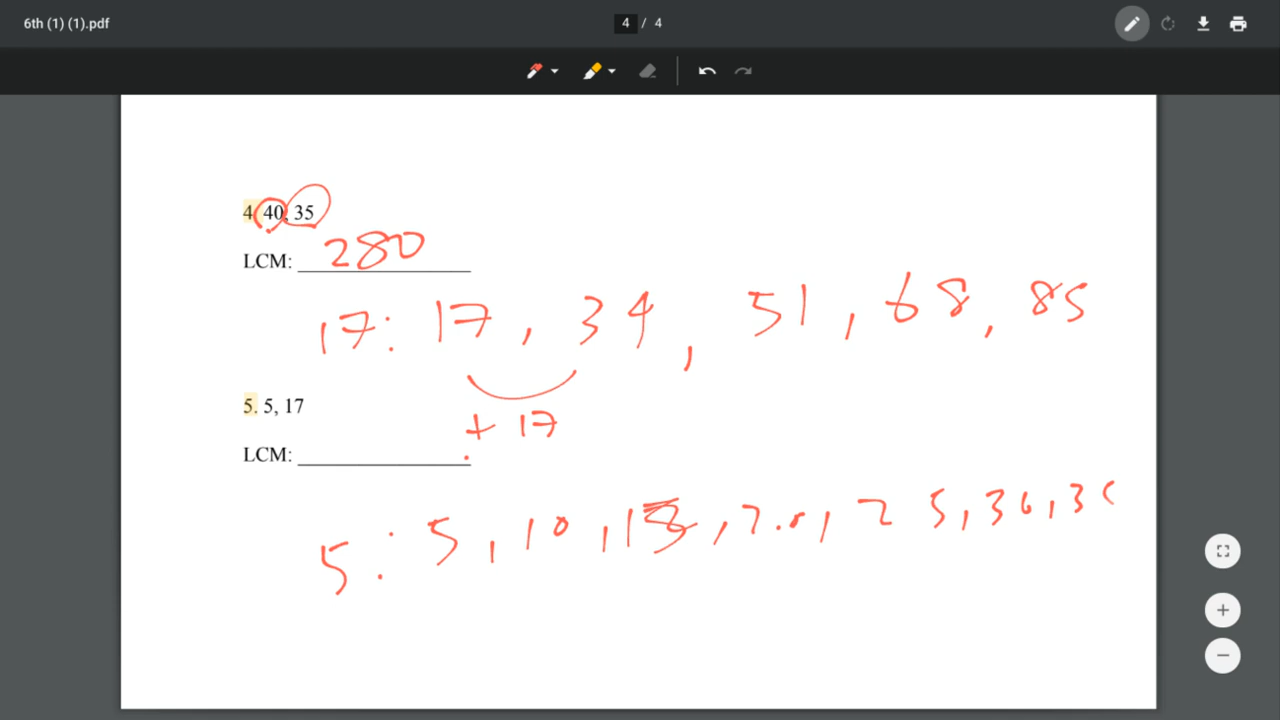 6th (1) (1).pdf
4 / 4
4. 40, 35
LCM: 280
17: 17, 34, 51, 68, 85
5. 5, 17
+ 17
LCM:
5: 5, 10, 15, 20, 25, 30, 3